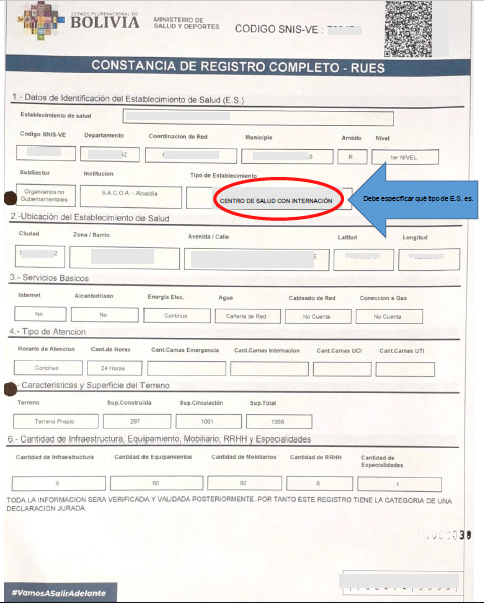 ESTADO PLURINACIONAL DE
BOLIVIA
MINISTERIO DE
SALUD Y DEPORTES
CODIGO SNIS-VE :
CONSTANCIA DE REGISTRO COMPLETO - RUES
1.- Datos de Identificación del Establecimiento de Salud (E.S.)
Establecimiento de salud
Codigo SNIS-VE Departamento Coordinacion de Red Municipio Ambito Nivel
R 1er NIVEL
SubSector Institucion Tipo de Establecimiento
Organismos no Gubernamentales S.A.C.O.A. - Alcaldia CENTRO DE SALUD CON INTERNACIÓN
Debe especificar qué tipo de E.S. es.
2.-Ubicación del Establecimiento de Salud
Ciudad Zona / Barrio Avenida / Calle Latitud Longitud
3.- Servicios Basicos
Internet Alcantarillado Energia Elec. Agua Cableado de Red Coneccion a Gas
No No Continua Cañeria de Red No Cuenta No Cuenta
4.- Tipo de Atencion
Horario de Atencion Cant.de Horas Cant.Camas Emergencia Cant.Camas Internacion Cant.Camas UCI Cant.Camas UTI
Continuo 24 Horas
- Características y Superficie del Terreno
Terreno Sup.Construida Sup.Circulación Sup.Total
Terreno Propio 297 1061 1358
6.- Cantidad de Infraestructura, Equipamiento, Mobiliario, RRHH y Especialidades
Cantidad de Infraestructura Cantidad de Equipamientos Cantidad de Mobiliarios Cantidad de RRHH Cantidad de Especialidades
60 92 8 1
TODA LA INFORMACION SERA VERIFICADA Y VALIDADA POSTERIORMENTE. POR TANTO ESTE REGISTRO TIENE LA CATEGORIA DE UNA
DECLARACION JURADA.
#VamosASalirAdelante